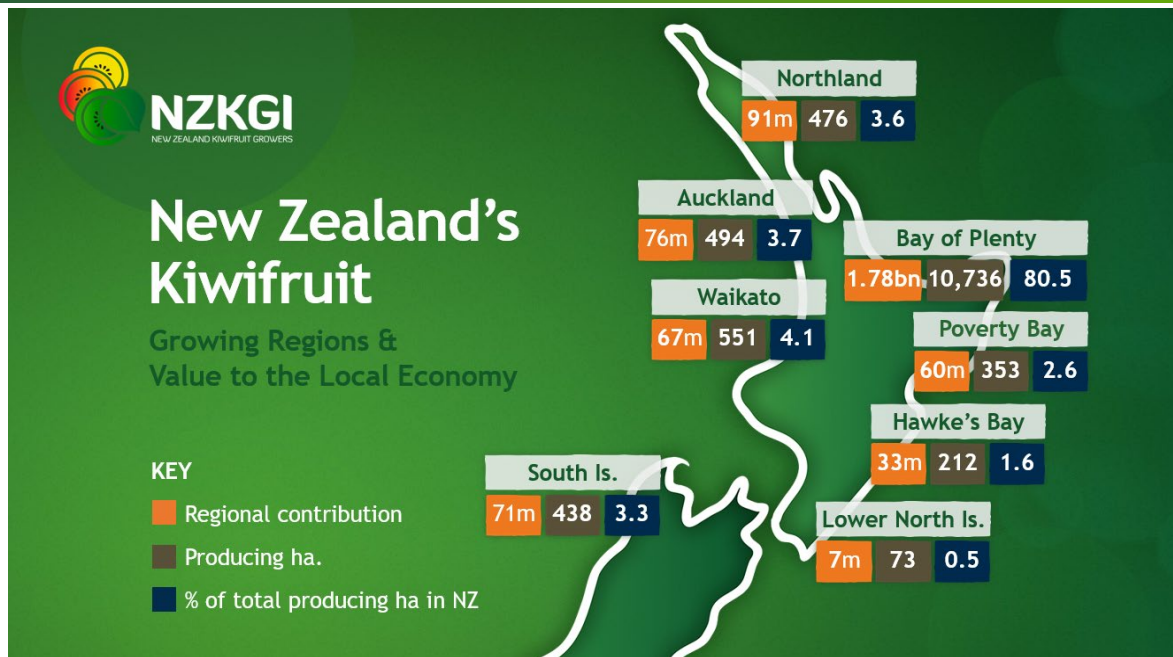 NZKGI
NEW ZEALAND KIWIFRUIT GROWERS
New Zealand's
Kiwifruit
Growing Regions &
Value to the Local Economy
KEY
Regional contribution
Producing ha.
% of total producing ha in NZ
Northland
91m 476 3.6
Auckland
76m 494 3.7
Bay of Plenty
1.78bn 10,736 80.5
Waikato
67m 551 4.1
Poverty Bay
60m 353 2.6
Hawke's Bay
33m 212 1.6
South Is.
71m 438 3.3
Lower North Is.
7m 73 0.5